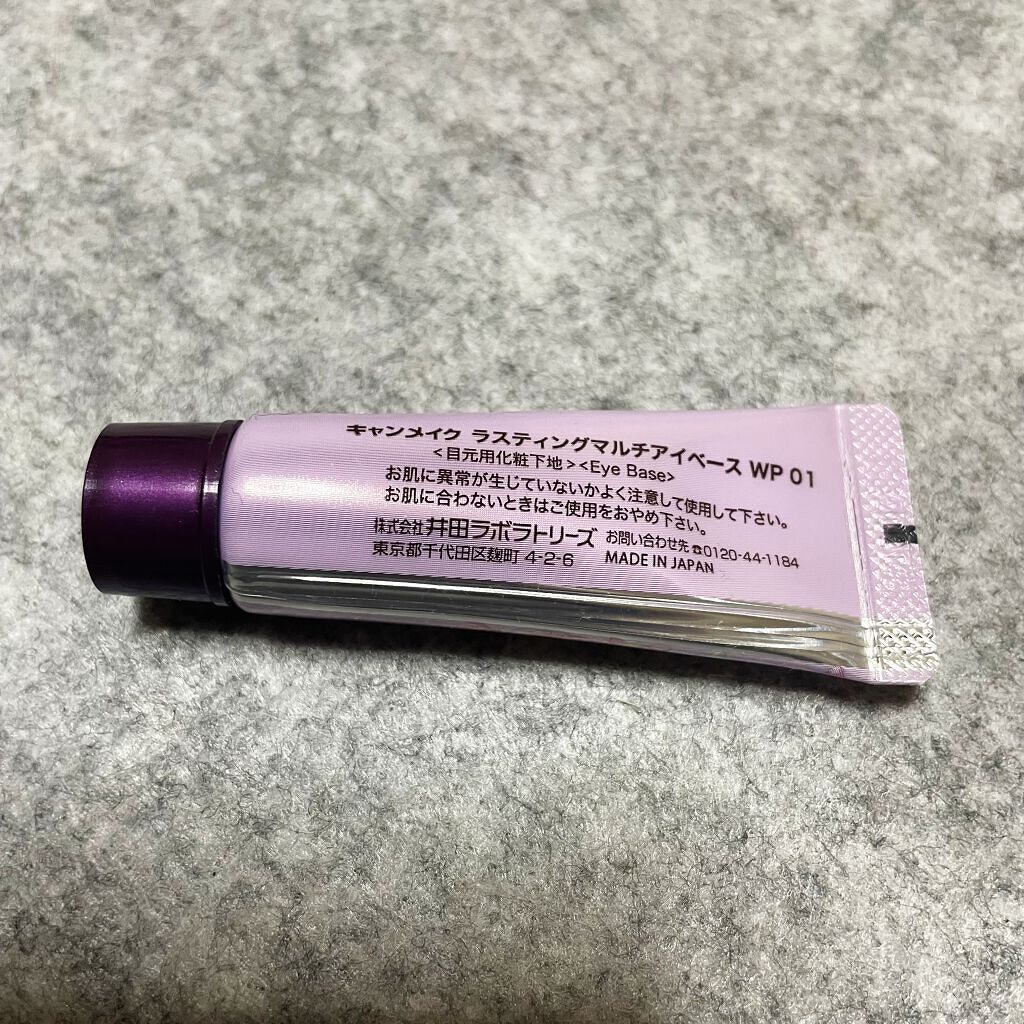 キャンメイク ラスティングマルチアイベース WP 01
<目元用化粧下地><Eye Base>
お肌に異常が生じていないかよく注意して使用して下さい。
お肌に合わないときはご使用をおやめ下さい。
株式会社 井田ラボラトリーズ お問い合わせ先 ☎0120-44-1184
東京都千代田区麹町 4-2-6 MADE IN JAPAN